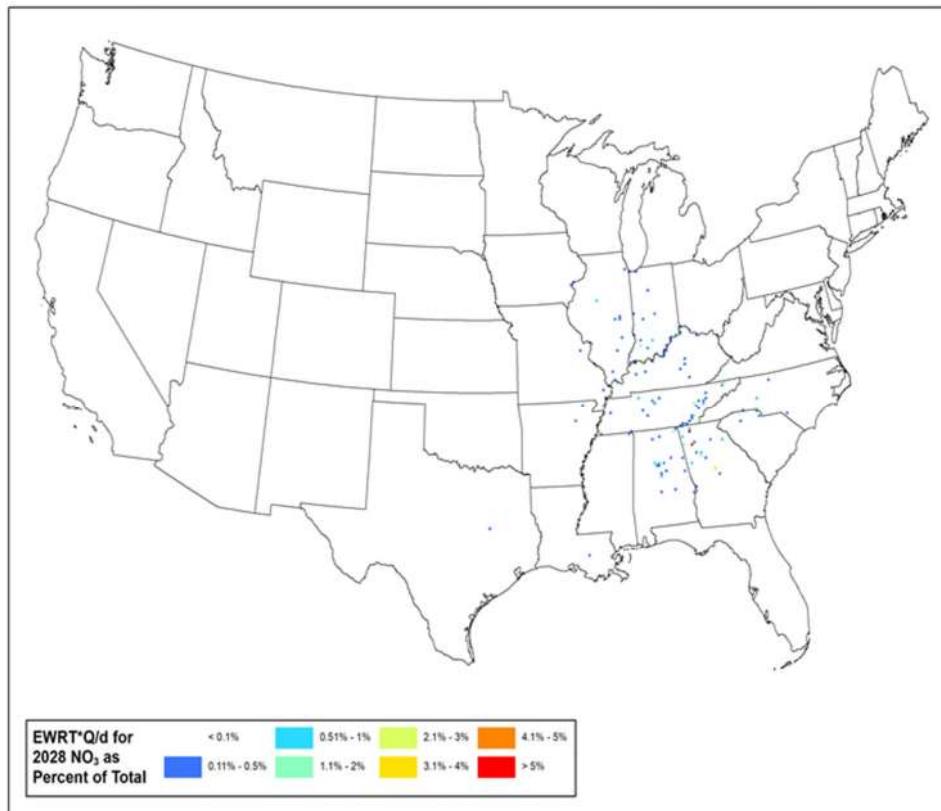 EWRT*Q/d for
2028 NO₃ as
Percent of Total
< 0.1%
0.11% - 0.5%
0.51% - 1%
1.1% - 2%
2.1% - 3%
3.1% - 4%
4.1% - 5%
> 5%